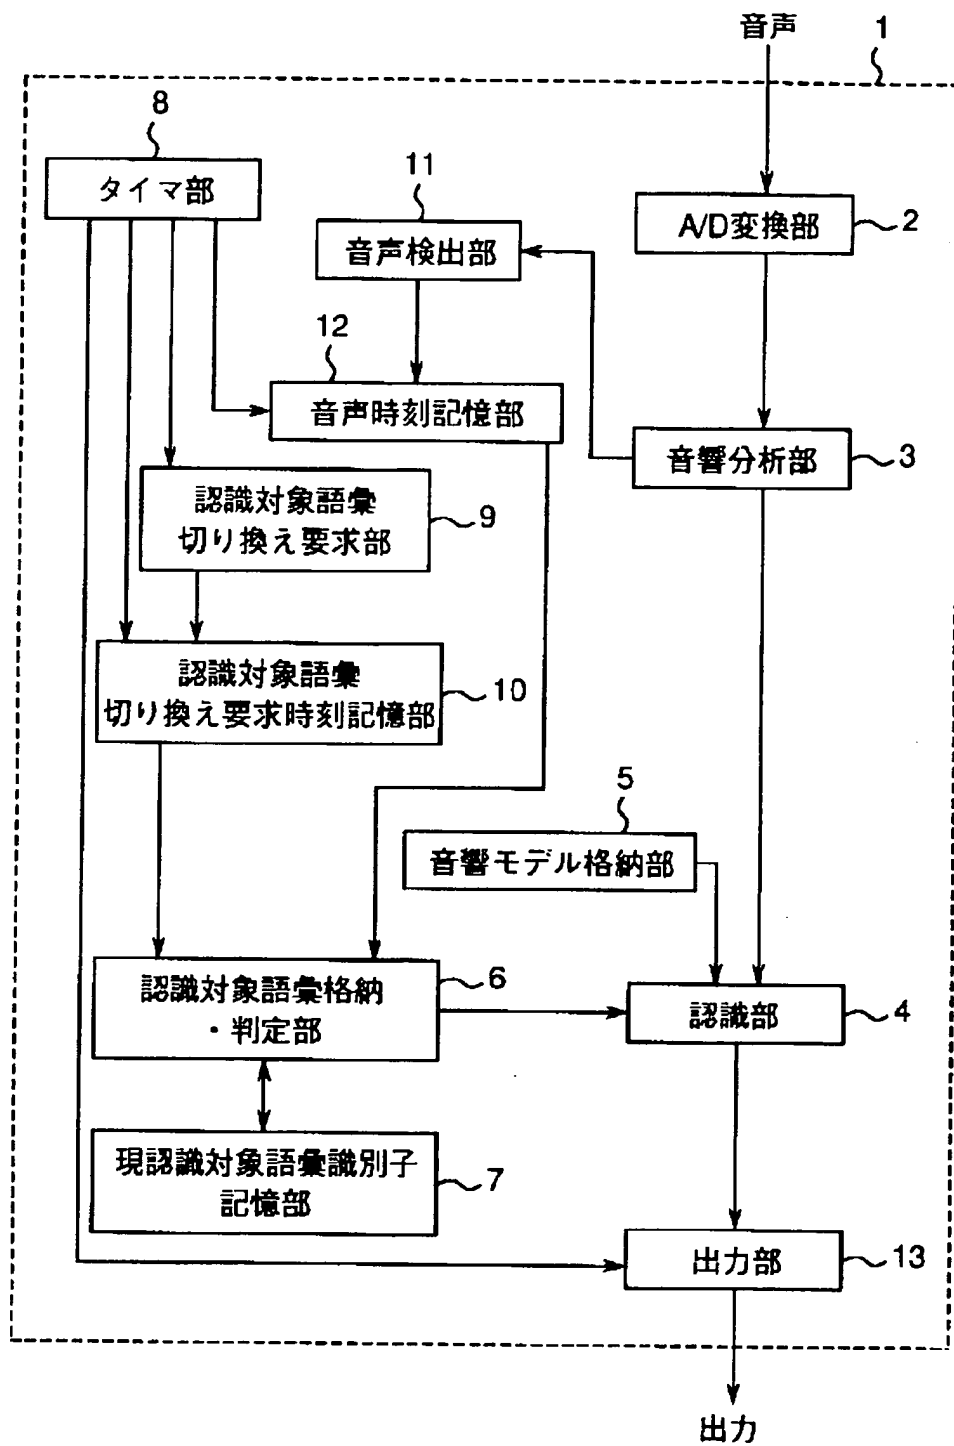 音声
1
8
タイマ部
11
音声検出部
A/D変換部
2
12
音声時刻記憶部
音響分析部
3
認識対象語彙
切り換え要求部
9
認識対象語彙
切り換え要求時刻記憶部
10
5
音響モデル格納部
認識対象語彙格納
・判定部
6
認識部
4
現認識対象語彙識別子
記憶部
7
出力部
13
出力